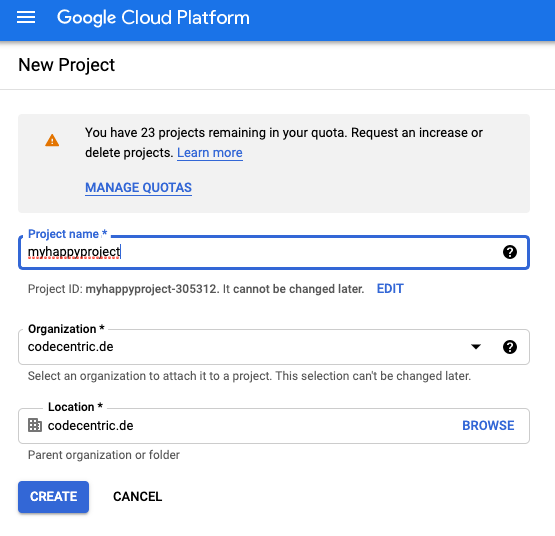 Google Cloud Platform
New Project
You have 23 projects remaining in your quota. Request an increase or
delete projects. Learn more
MANAGE QUOTAS
Project name *
myhappyproject
Project ID: myhappyproject-305312. It cannot be changed later. EDIT
Organization *
codecentric.de
Select an organization to attach it to a project. This selection can't be changed later.
Location *
codecentric.de BROWSE
Parent organization or folder
CREATE CANCEL